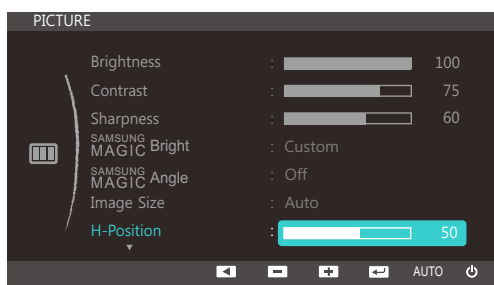 PICTURE
Brightness : 100
Contrast : 75
Sharpness : 60
SAMSUNG MAGIC Bright : Custom
SAMSUNG MAGIC Angle : Off
Image Size : Auto
H-Position : 50
AUTO